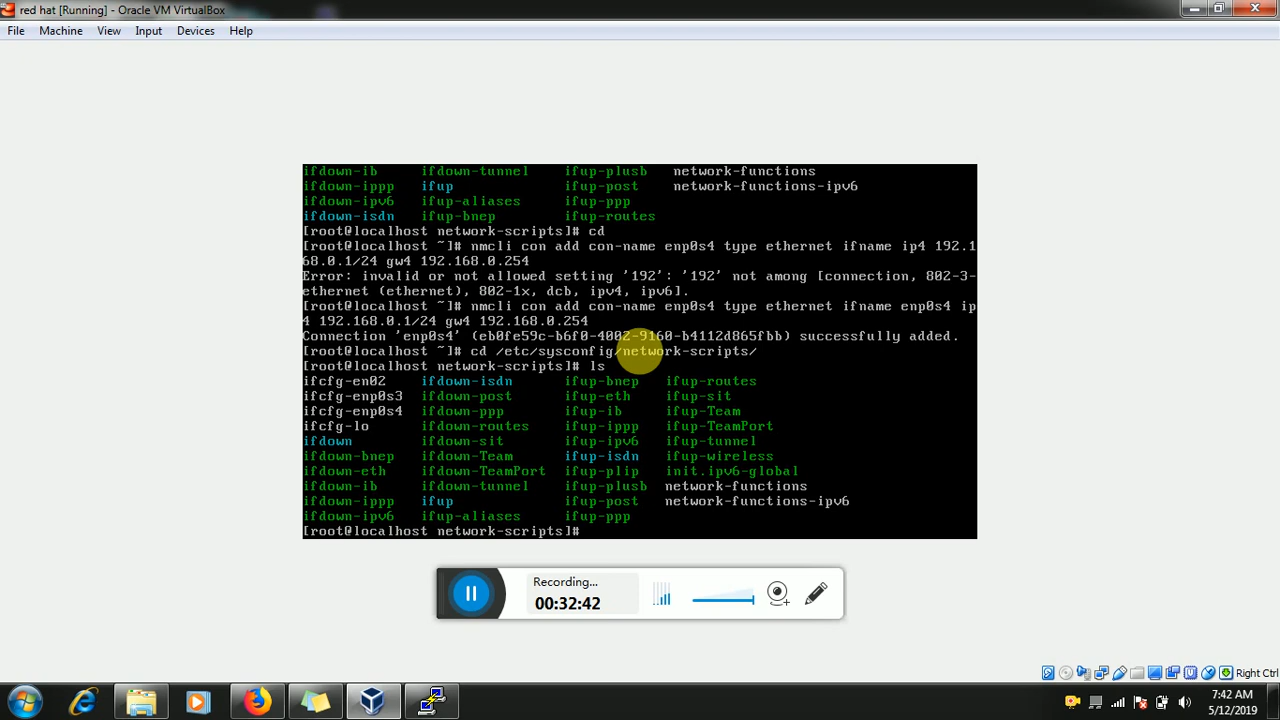 red hat [Running] - Oracle VM VirtualBox
File Machine View Input Devices Help
ifdown-ib ifdown-tunnel ifup-plusb network-functions
ifdown-ippp ifup ifup-post network-functions-ipv6
ifdown-ipv6 ifup-aliases ifup-ppp
ifdown-isdn ifup-bnep ifup-routes
[root@localhost network-scripts]# cd
[root@localhost ~]# nmcli con add con-name enp0s4 type ethernet ifname ip4 192.1
68.0.1/24 gw4 192.168.0.254
Error: invalid or not allowed setting '192': '192' not among [connection, 802-3-
ethernet (ethernet), 802-1x, dcb, ipv4, ipv6].
[root@localhost ~]# nmcli con add con-name enp0s4 type ethernet ifname enp0s4 ip
4 192.168.0.1/24 gw4 192.168.0.254
Connection 'enp0s4' (eb0fe59c-b6f0-4002-9160-b4112d865fbb) successfully added.
[root@localhost ~]# cd /etc/sysconfig/network-scripts/
[root@localhost network-scripts]# ls
ifcfg-en02 ifdown-isdn ifup-bnep ifup-routes
ifcfg-enp0s3 ifdown-post ifup-eth ifup-sit
ifcfg-enp0s4 ifdown-ppp ifup-ib ifup-Team
ifcfg-lo ifdown-routes ifup-ippp ifup-TeamPort
ifdown ifdown-sit ifup-ipv6 ifup-tunnel
ifdown-bnep ifdown-Team ifup-isdn ifup-wireless
ifdown-eth ifdown-TeamPort ifup-plip init.ipv6-global
ifdown-ib ifdown-tunnel ifup-plusb network-functions
ifdown-ippp ifup ifup-post network-functions-ipv6
ifdown-ipv6 ifup-aliases ifup-ppp
[root@localhost network-scripts]#
Recording...
00:32:42
Right Ctrl
7:42 AM
5/12/2019